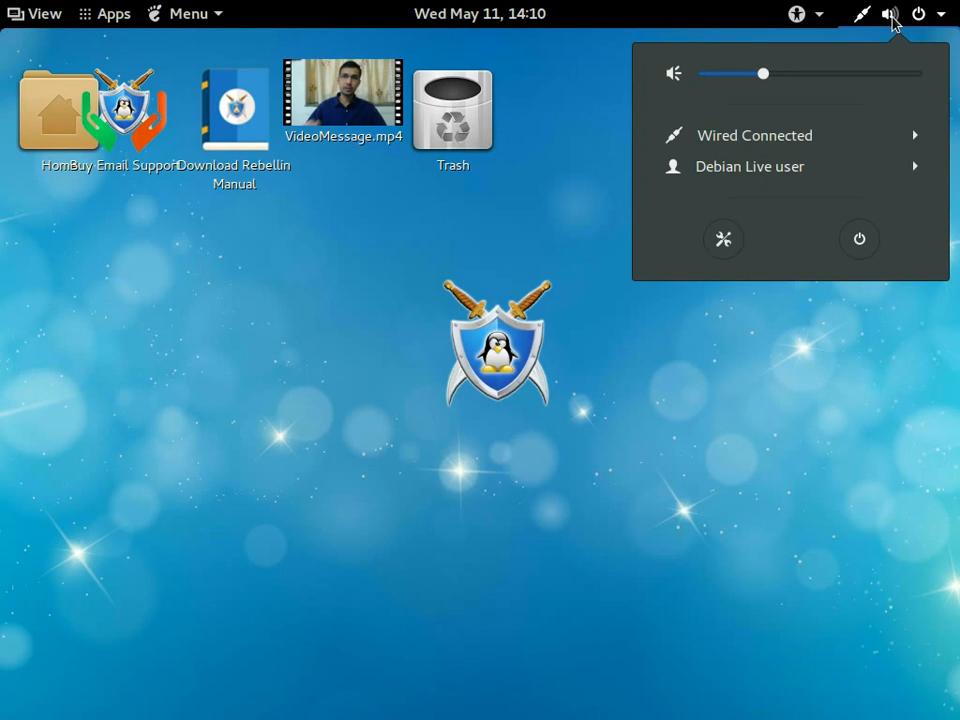 View
Apps
Menu
Wed May 11, 14:10
Wired Connected
Debian Live user
VideoMessage.mp4
Buy Email Support
Download Rebellin
Manual
Trash